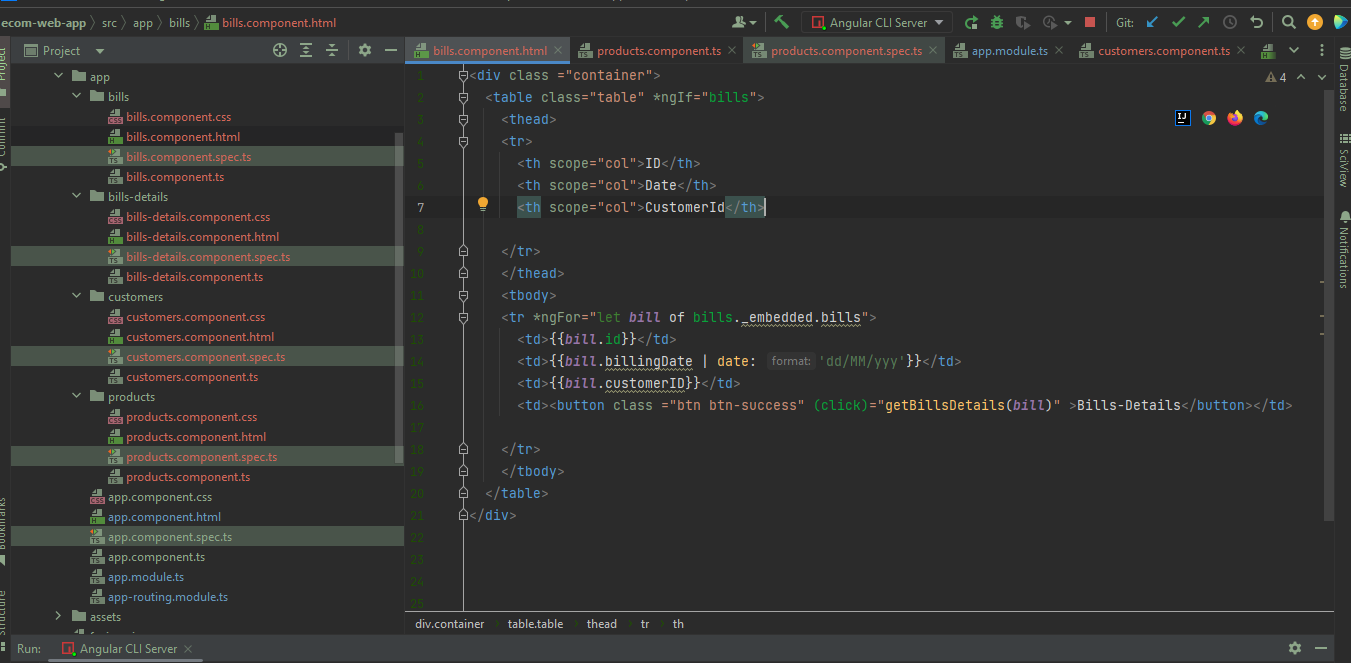 ecom-web-app src app bills bills.component.html Angular CLI Server Git:
Project bills.component.html products.component.ts products.component.spec.ts app.module.ts customers.component.ts
Project
Commit
Bookmarks
Structure
app
bills
bills.component.css
bills.component.html
bills.component.spec.ts
bills.component.ts
bills-details
bills-details.component.css
bills-details.component.html
bills-details.component.spec.ts
bills-details.component.ts
customers
customers.component.css
customers.component.html
customers.component.spec.ts
customers.component.ts
products
products.component.css
products.component.html
products.component.spec.ts
products.component.ts
app.component.css
app.component.html
app.component.spec.ts
app.component.ts
app.module.ts
app-routing.module.ts
assets
1 <div class ="container">
2 <table class="table" *ngIf="bills">
3 <thead>
4 <tr>
5 <th scope="col">ID</th>
6 <th scope="col">Date</th>
7 <th scope="col">CustomerId</th>
8
9 </tr>
10 </thead>
11 <tbody>
12 <tr *ngFor="let bill of bills._embedded.bills">
13 <td>{{bill.id}}</td>
14 <td>{{bill.billingDate | date: format: 'dd/MM/yyy'}}</td>
15 <td>{{bill.customerID}}</td>
16 <td><button class ="btn btn-success" (click)="getBillsDetails(bill)" >Bills-Details</button></td>
17
18 </tr>
19 </tbody>
20 </table>
21 </div>
22
23
24
25
4
Database
SciView
Notifications
div.container table.table thead tr th
Run: Angular CLI Server